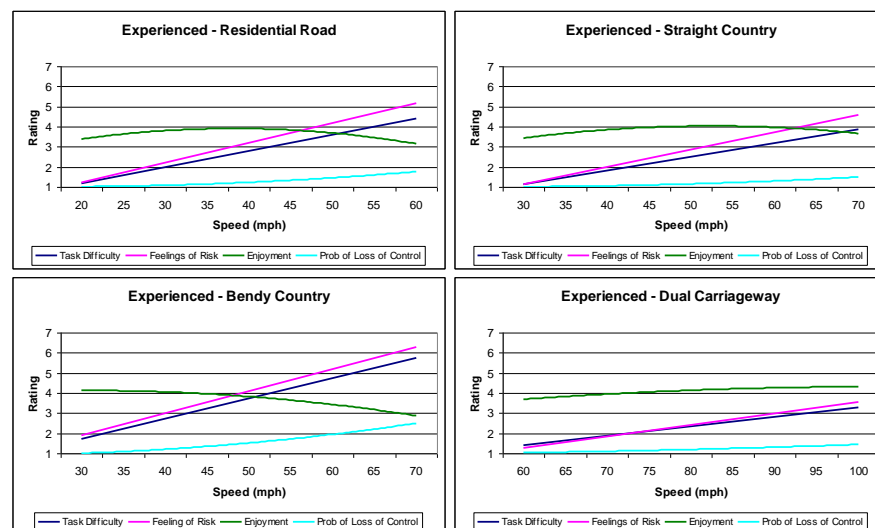 Experienced - Residential Road
7
6
5
4
3
2
1
Rating
20 25 30 35 40 45 50 55 60
Speed (mph)
Task Difficulty Feelings of Risk Enjoyment Prob of Loss of Control
Experienced - Straight Country
7
6
5
4
3
2
1
Rating
30 35 40 45 50 55 60 65 70
Speed (mph)
Task Difficulty Feelings of Risk Enjoyment Prob of Loss of Control
Experienced - Bendy Country
7
6
5
4
3
2
1
Rating
30 35 40 45 50 55 60 65 70
Speed (mph)
Task Difficulty Feeling of Risk Enjoyment Prob of Loss of Control
Experienced - Dual Carriageway
7
6
5
4
3
2
1
Rating
60 65 70 75 80 85 90 95 100
Speed (mph)
Task Difficulty Feelings of Risk Enjoyment Prob of Loss of Control